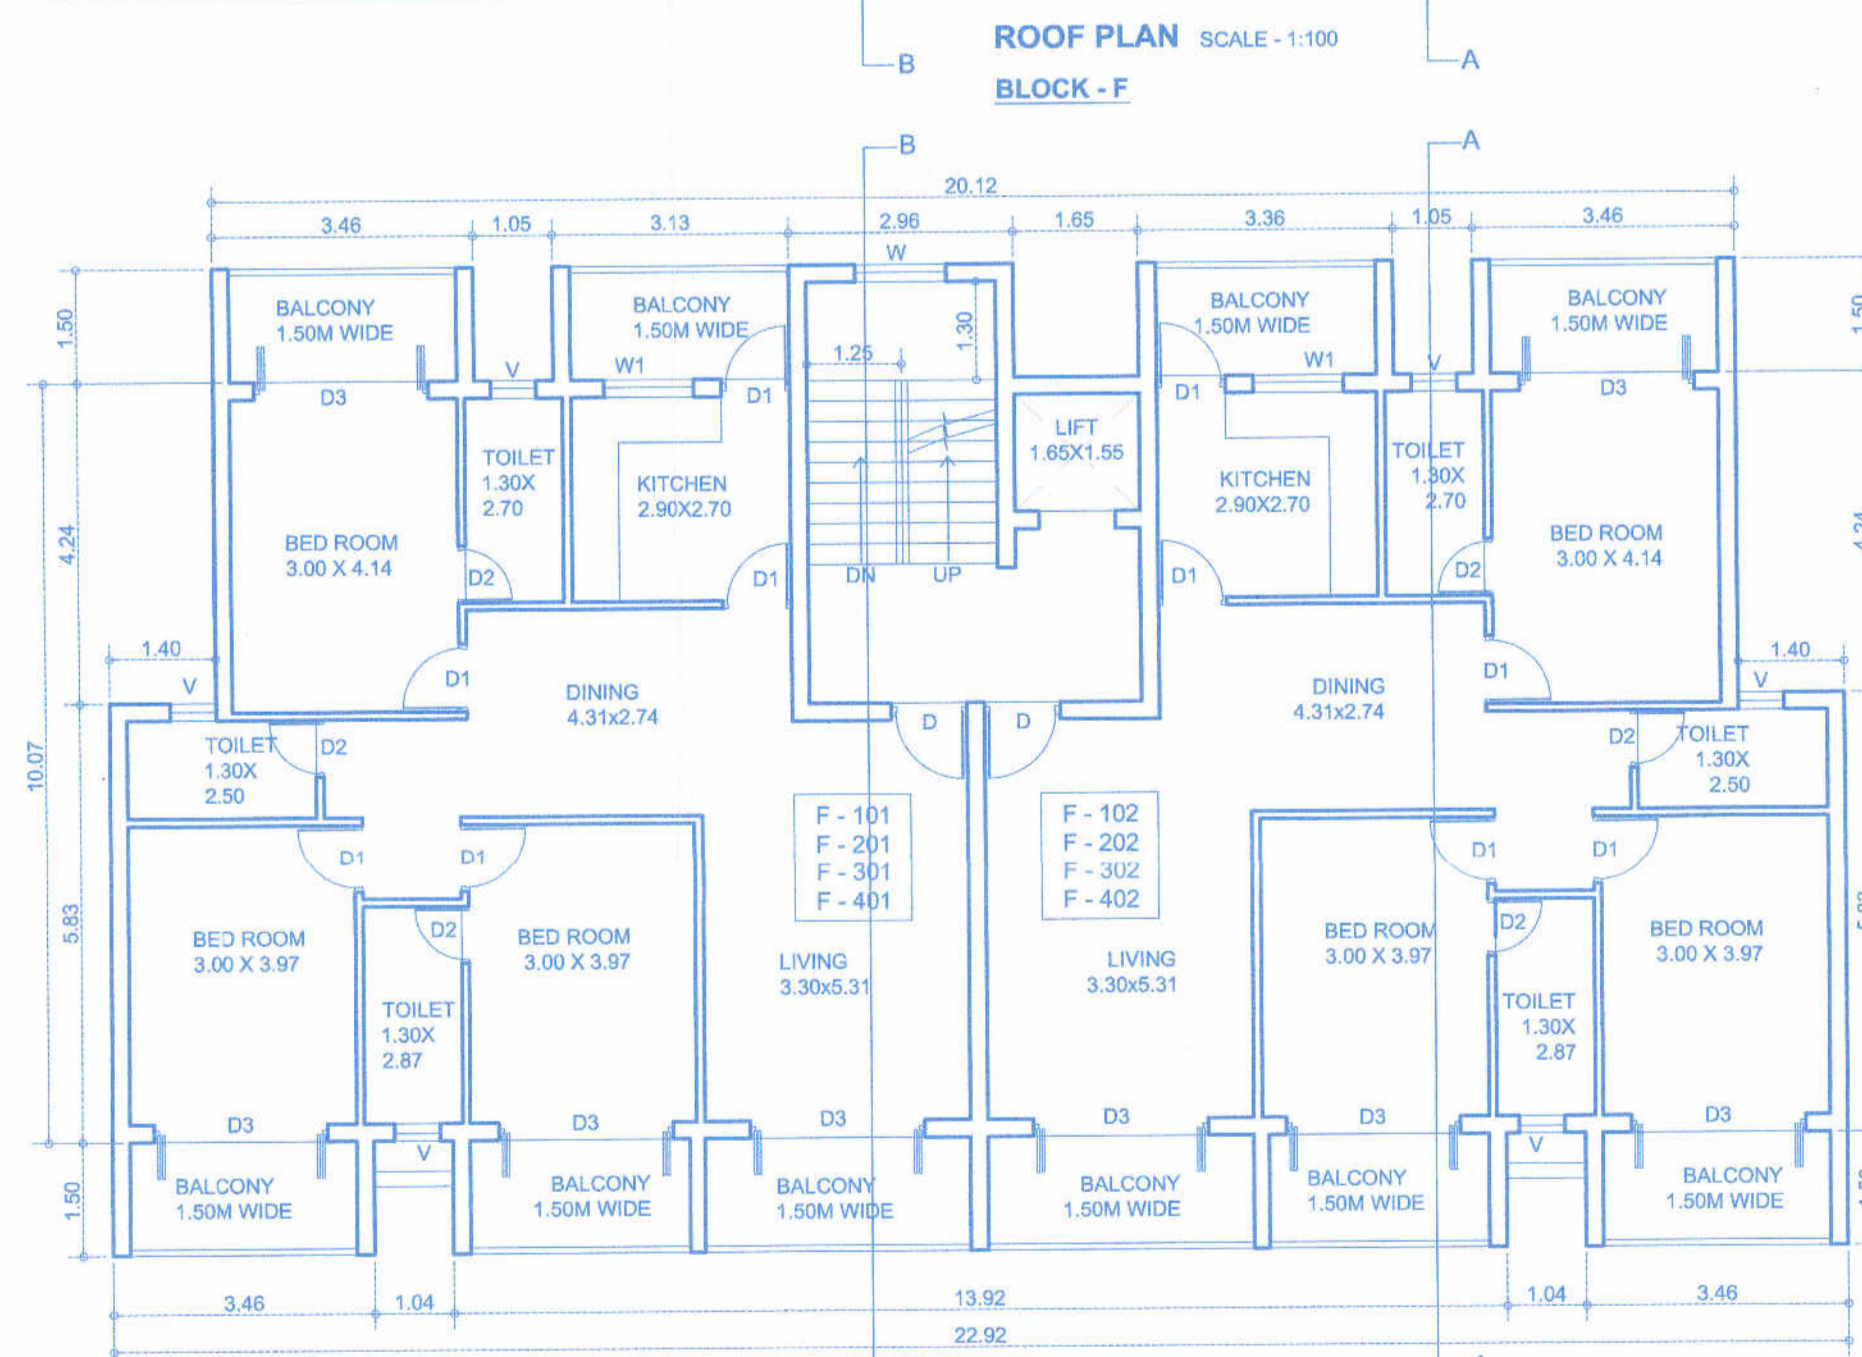 ROOF PLAN SCALE - 1:100
BLOCK - F
B
A
B
A
20.12
3.46
1.05
3.13
2.96
1.65
3.36
1.05
3.46
W
BALCONY
1.50M WIDE
BALCONY
1.50M WIDE
BALCONY
1.50M WIDE
BALCONY
1.50M WIDE
1.50
1.30
1.50
1.25
V
W1
W1
V
D3
D1
D1
D3
LIFT
1.65X1.55
TOILET
1.30X
2.70
KITCHEN
2.90X2.70
KITCHEN
2.90X2.70
TOILET
1.30X
2.70
4.24
4.24
BED ROOM
3.00 X 4.14
BED ROOM
3.00 X 4.14
D2
D1
DN
UP
D1
D2
1.40
V
D1
D1
1.40
V
DINING
4.31x2.74
DINING
4.31x2.74
D
D
TOILET
1.30X
2.50
D2
D2
TOILET
1.30X
2.50
10.07
F - 101
F - 201
F - 301
F - 401
F - 102
F - 202
F - 302
F - 402
D1
D1
D1
D1
5.83
BED ROOM
3.00 X 3.97
D2
BED ROOM
3.00 X 3.97
LIVING
3.30x5.31
LIVING
3.30x5.31
BED ROOM
3.00 X 3.97
D2
BED ROOM
3.00 X 3.97
TOILET
1.30X
2.87
TOILET
1.30X
2.87
D3
D3
D3
D3
D3
D3
V
V
1.50
BALCONY
1.50M WIDE
BALCONY
1.50M WIDE
BALCONY
1.50M WIDE
BALCONY
1.50M WIDE
BALCONY
1.50M WIDE
BALCONY
1.50M WIDE
3.46
1.04
13.92
1.04
3.46
22.92